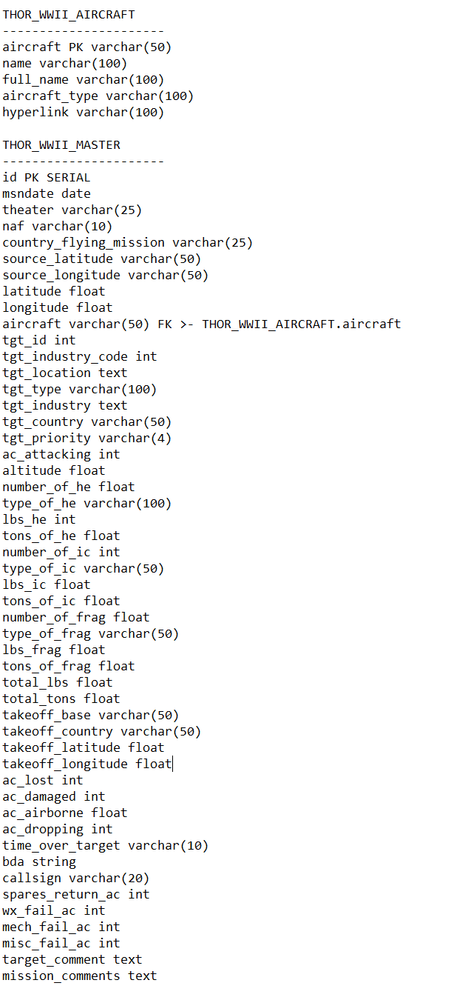 THOR_WWII_AIRCRAFT
----------------------
aircraft PK varchar(50)
name varchar(100)
full_name varchar(100)
aircraft_type varchar(100)
hyperlink varchar(100)

THOR_WWII_MASTER
----------------------
id PK SERIAL
msndate date
theater varchar(25)
naf varchar(10)
country_flying_mission varchar(25)
source_latitude varchar(50)
source_longitude varchar(50)
latitude float
longitude float
aircraft varchar(50) FK >- THOR_WWII_AIRCRAFT.aircraft
tgt_id int
tgt_industry_code int
tgt_location text
tgt_type varchar(100)
tgt_industry text
tgt_country varchar(50)
tgt_priority varchar(4)
ac_attacking int
altitude float
number_of_he float
type_of_he varchar(100)
lbs_he int
tons_of_he float
number_of_ic int
type_of_ic varchar(50)
lbs_ic float
tons_of_ic float
number_of_frag float
type_of_frag varchar(50)
lbs_frag float
tons_of_frag float
total_lbs float
total_tons float
takeoff_base varchar(50)
takeoff_country varchar(50)
takeoff_latitude float
takeoff_longitude float
ac_lost int
ac_damaged int
ac_airborne float
ac_dropping int
time_over_target varchar(10)
bda string
callsign varchar(20)
spares_return_ac int
wx_fail_ac int
mech_fail_ac int
misc_fail_ac int
target_comment text
mission_comments text